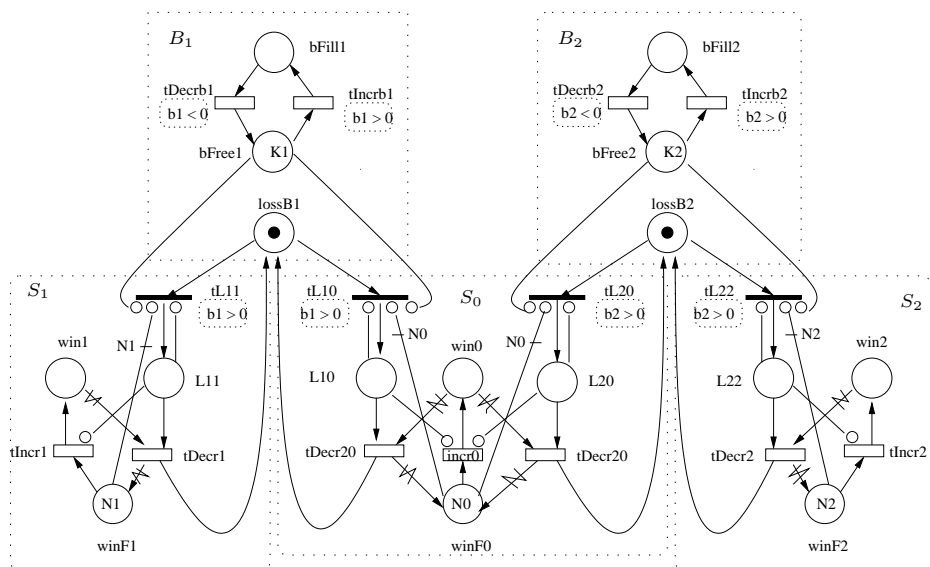 B1
bFill1
B2
bFill2
tDecrb1
tIncrb1
tDecrb2
tIncrb2
b1 < 0
b1 > 0
b2 < 0
b2 > 0
bFree1
K1
bFree2
K2
lossB1
lossB2
S1
tL11
tL10
S0
tL20
tL22
S2
b1 > 0
b1 > 0
b2 > 0
b2 > 0
N1
N0
N0
N2
win1
win0
win2
L11
L10
L20
L22
tIncr1
tDecr1
tDecr20
incr0
tDecr20
tDecr2
tIncr2
N1
N0
N2
winF1
winF0
winF2